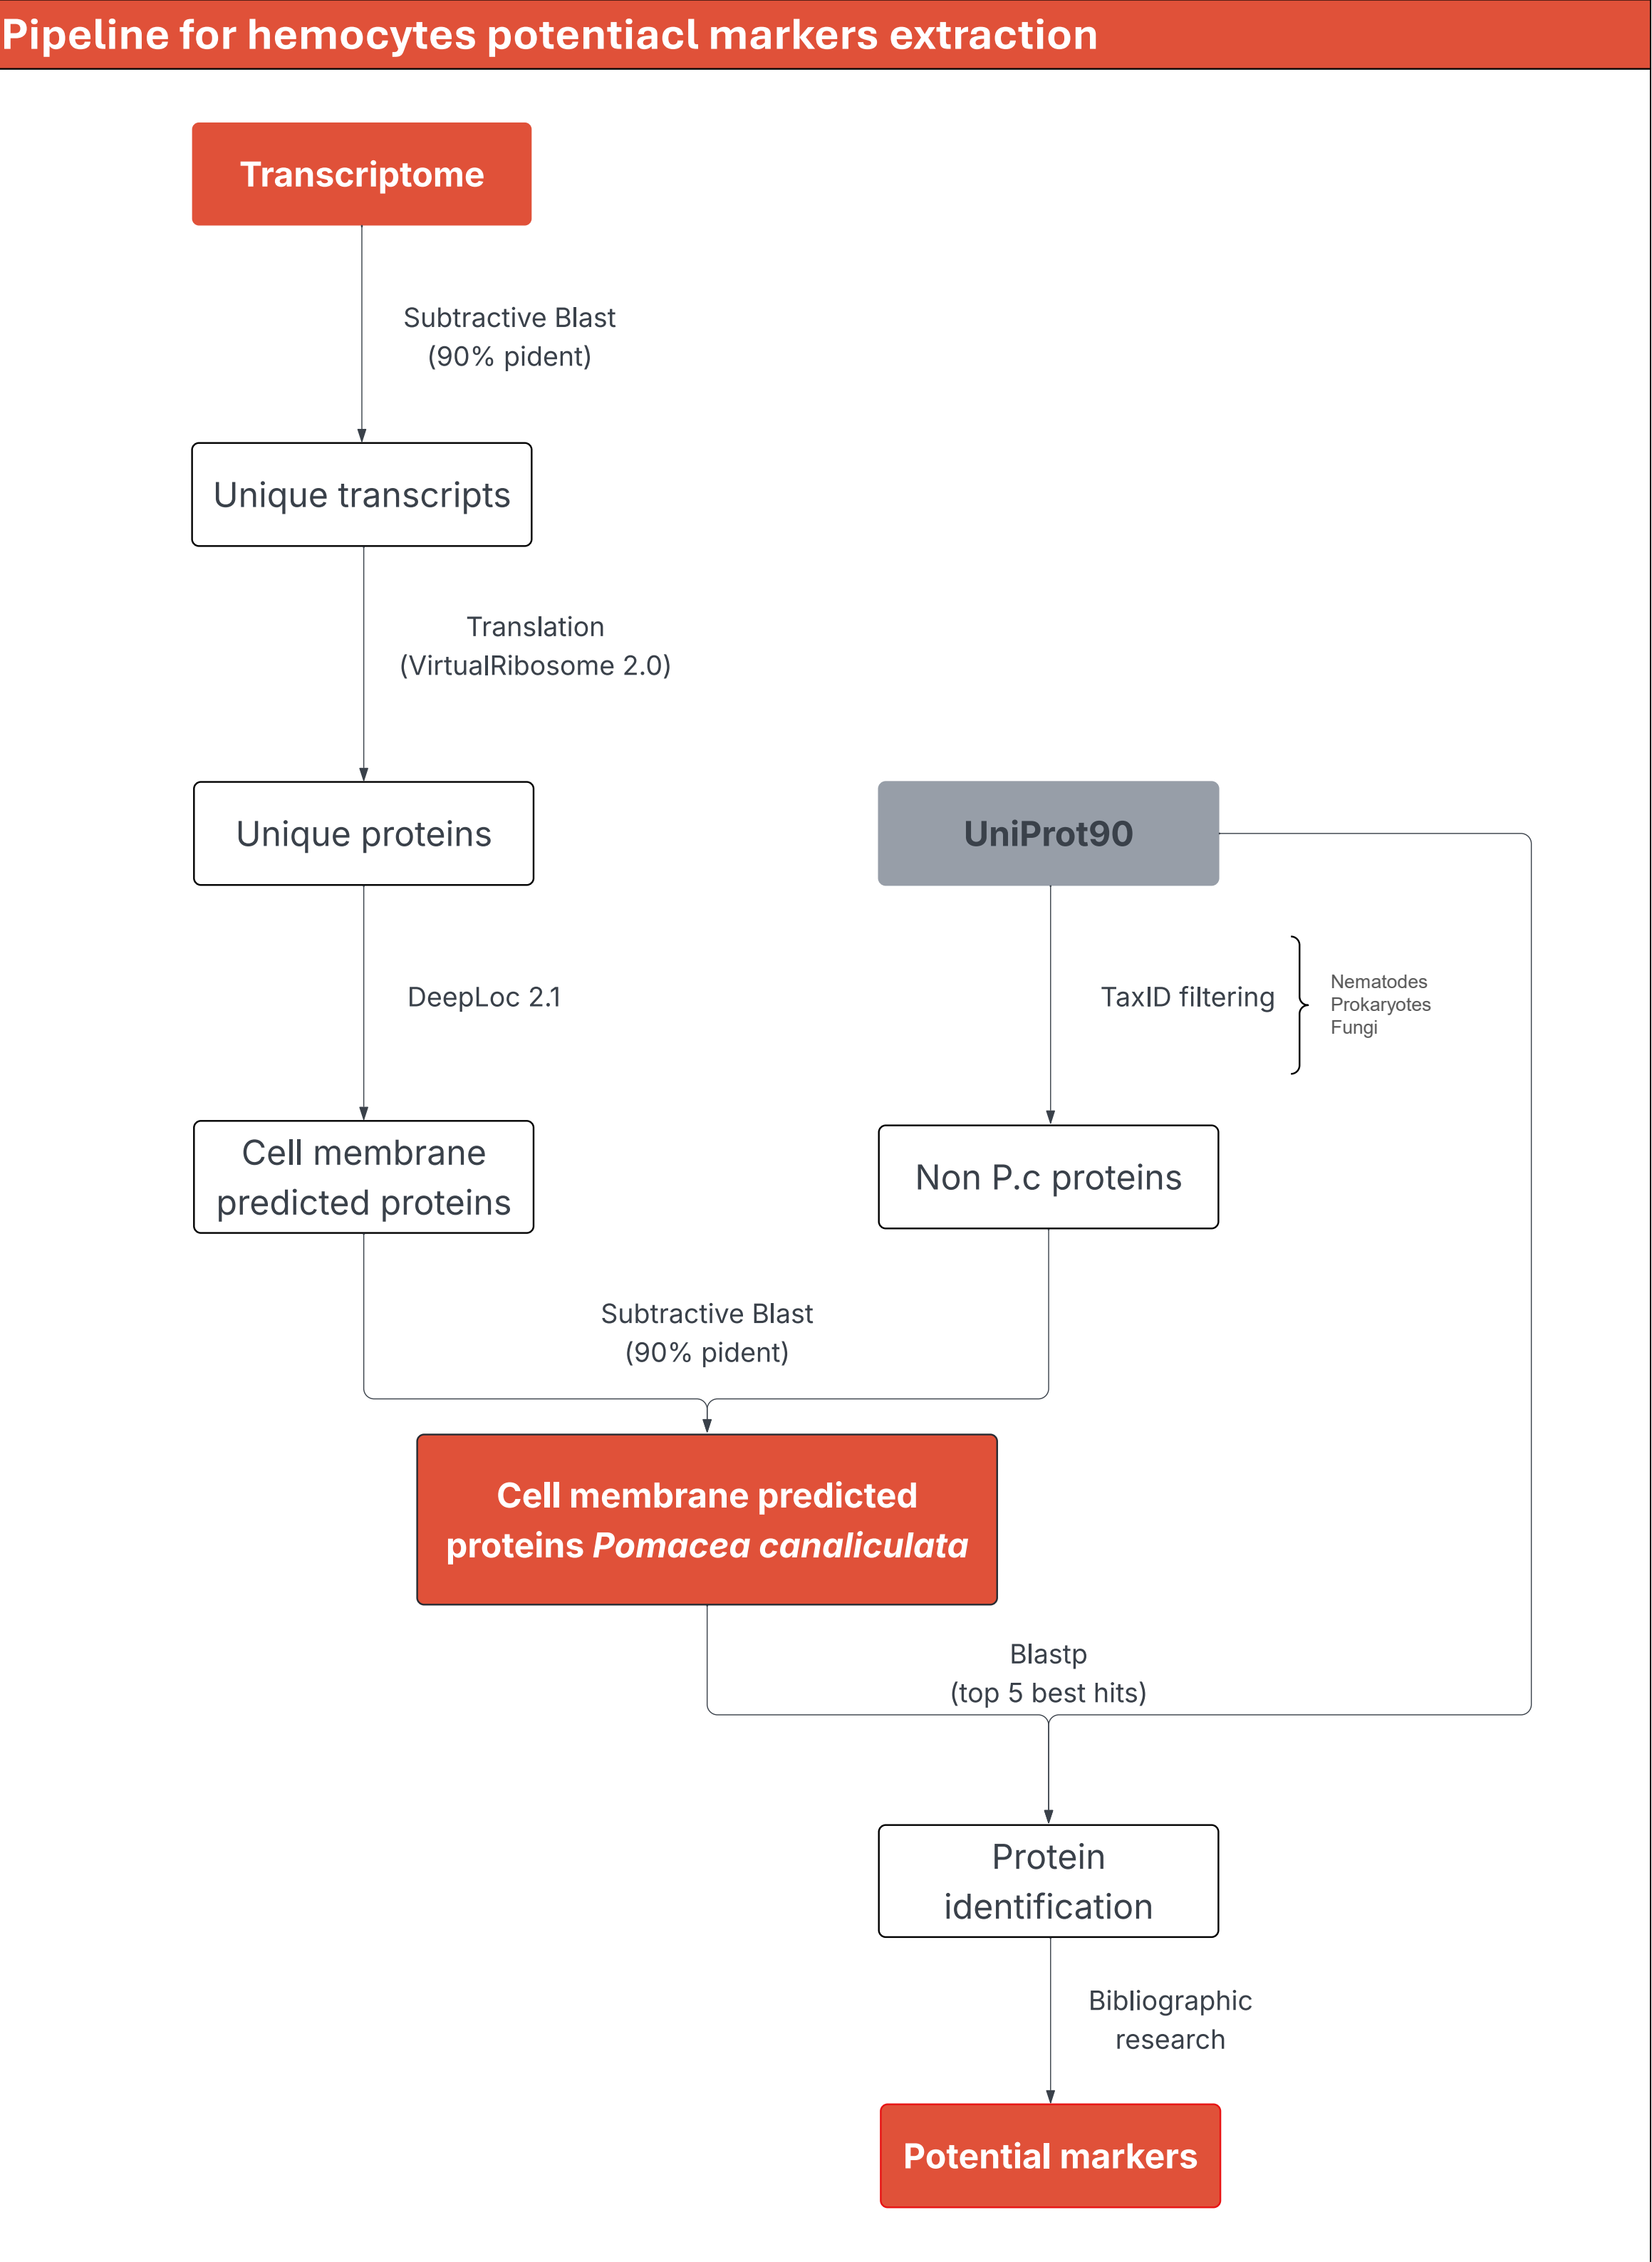 Pipeline for hemocytes potentiacl markers extraction
Transcriptome
Subtractive Blast
(90% pident)
Unique transcripts
Translation
(VirtualRibosome 2.0)
Unique proteins
UniProt90
DeepLoc 2.1
TaxID filtering
Nematodes
Prokaryotes
Fungi
Cell membrane
predicted proteins
Non P.c proteins
Subtractive Blast
(90% pident)
Cell membrane predicted
proteins Pomacea canaliculata
Blastp
(top 5 best hits)
Protein
identification
Bibliographic
research
Potential markers